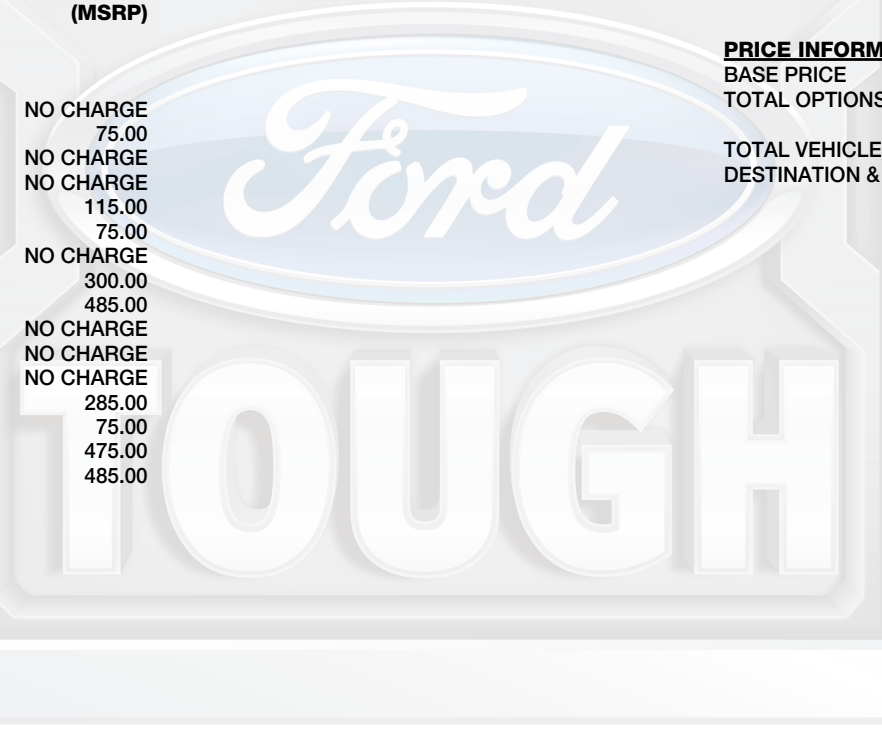 (MSRP)
NO CHARGE
75.00
NO CHARGE
NO CHARGE
115.00
75.00
NO CHARGE
300.00
485.00
NO CHARGE
NO CHARGE
NO CHARGE
285.00
75.00
475.00
485.00
PRICE INFORM
BASE PRICE
TOTAL OPTIONS
TOTAL VEHICLE
DESTINATION &
Ford
TOUGH